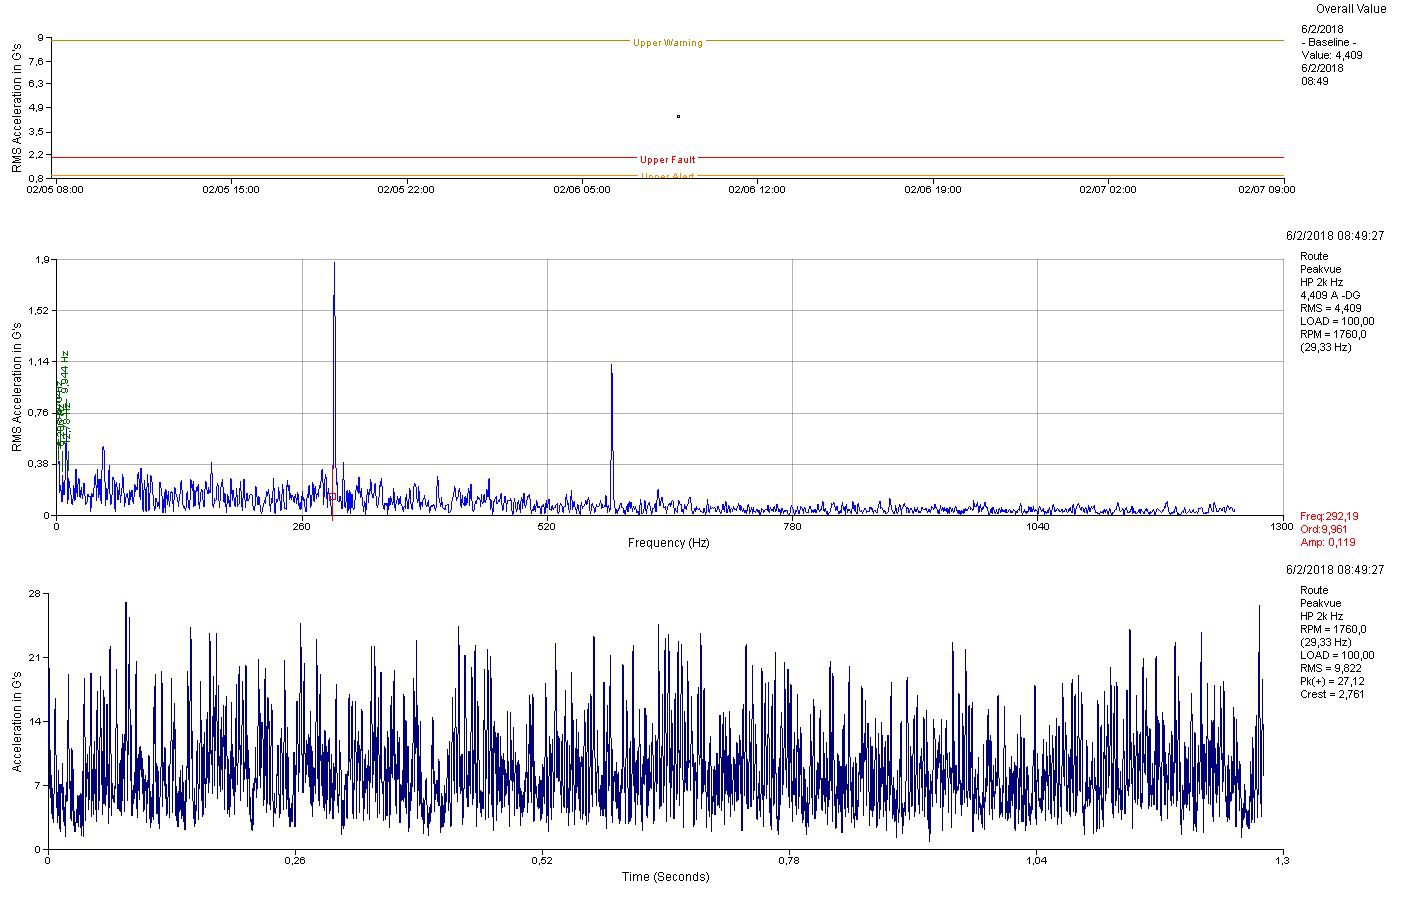 Overall Value
6/2/2018
- Baseline -
Value: 4,409
6/2/2018
08:49
RMS Acceleration in G's
9
7,6
6,3
4,9
3,5
2,2
0,8
Upper Warning
Upper Fault
Upper Alert
02/05 08:00 02/05 15:00 02/05 22:00 02/06 05:00 02/06 12:00 02/06 19:00 02/07 02:00 02/07 09:00
6/2/2018 08:49:27
Route
Peakvue
HP 2k Hz
4,409 A -DG
RMS = 4,409
LOAD = 100,00
RPM = 1760,0
(29,33 Hz)
RMS Acceleration in G's
1,9
1,52
1,14
0,76
0,38
0
9,944 Hz
0 260 520 780 1040 1300
Frequency (Hz)
Freq:292,19
Ord:9,961
Amp: 0,119
6/2/2018 08:49:27
Route
Peakvue
HP 2k Hz
RPM = 1760,0
(29,33 Hz)
LOAD = 100,00
RMS = 9,822
Pk(+) = 27,12
Crest = 2,761
Acceleration in G's
28
21
14
7
0
0 0,26 0,52 0,78 1,04 1,3
Time (Seconds)